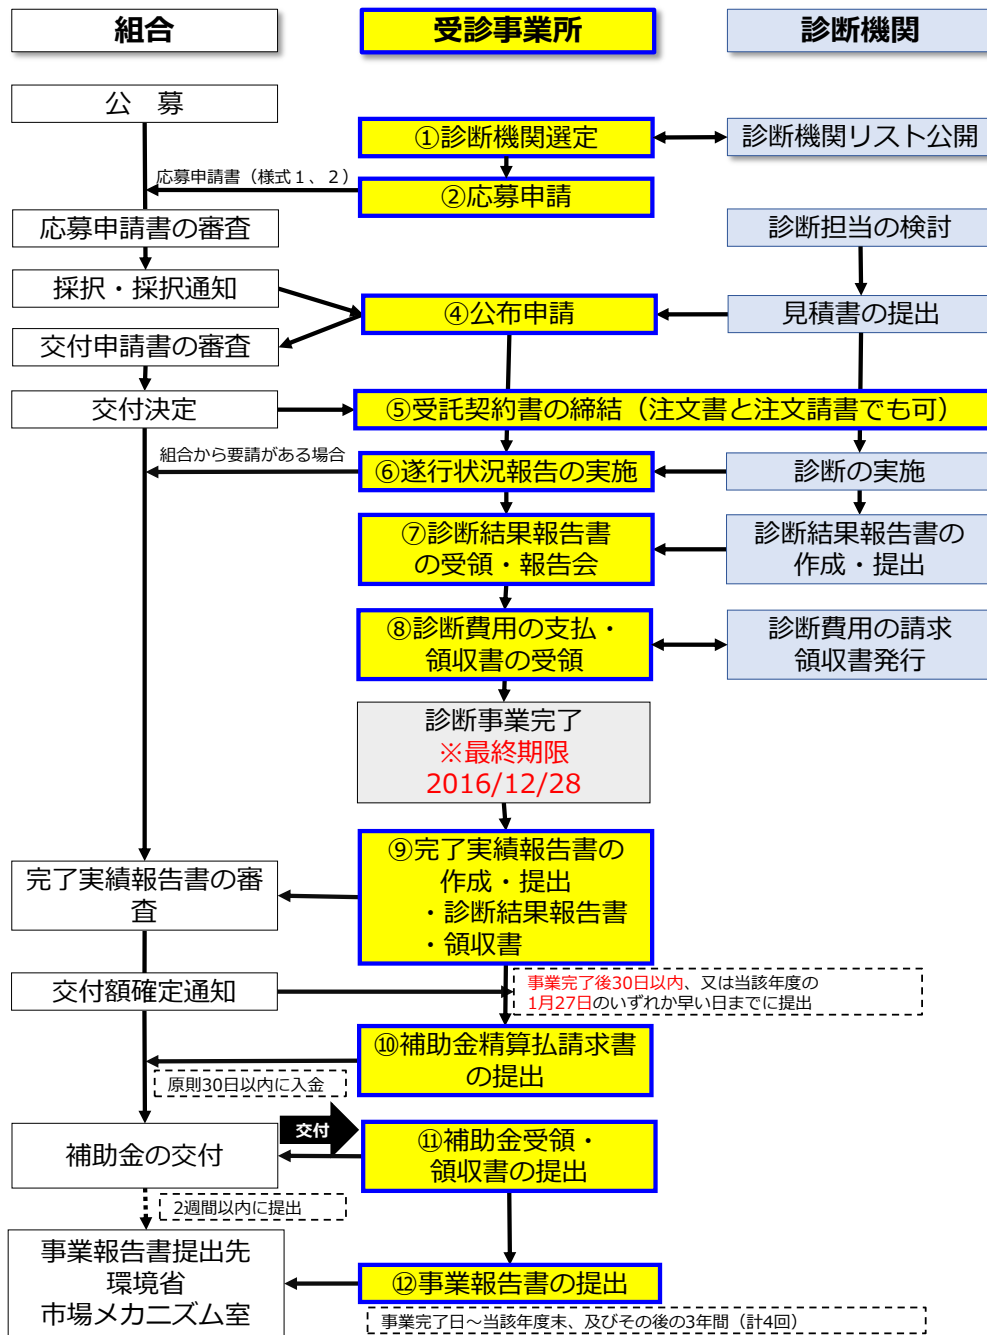 組合
受診事業所
診断機関
公　募
①診断機関選定
診断機関リスト公開
応募申請書（様式１、２）
②応募申請
応募申請書の審査
診断担当の検討
採択・採択通知
④公布申請
見積書の提出
交付申請書の審査
交付決定
⑤受託契約書の締結（注文書と注文請書でも可）
組合から要請がある場合
⑥遂行状況報告の実施
診断の実施
⑦診断結果報告書
の受領・報告会
診断結果報告書の
作成・提出
⑧診断費用の支払・
領収書の受領
診断費用の請求
領収書発行
診断事業完了
※最終期限
2016/12/28
⑨完了実績報告書の
作成・提出
・診断結果報告書
・領収書
完了実績報告書の審
査
交付額確定通知
事業完了後30日以内、又は当該年度の
1月27日のいずれか早い日までに提出
⑩補助金精算払請求書
の提出
原則30日以内に入金
交付
補助金の交付
⑪補助金受領・
領収書の提出
2週間以内に提出
事業報告書提出先
環境省
市場メカニズム室
⑫事業報告書の提出
事業完了日～当該年度末、及びその後の3年間（計4回）